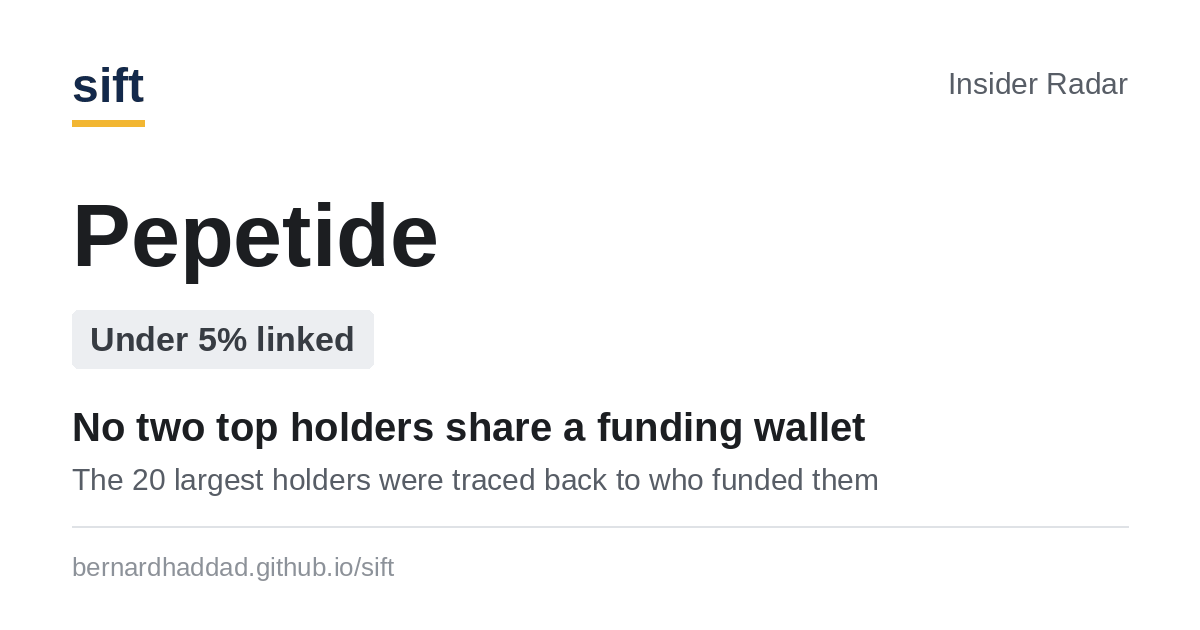 sift
Insider Radar
Pepetide
Under 5% linked
No two top holders share a funding wallet
The 20 largest holders were traced back to who funded them
bernardhaddad.github.io/sift